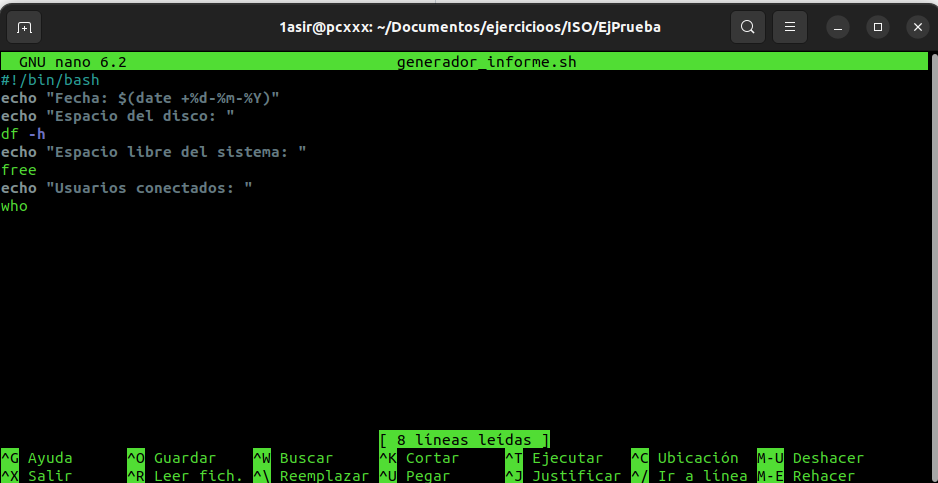 1asir@pcxxx: ~/Documentos/ejercicioos/ISO/EjPrueba
GNU nano 6.2 generador_informe.sh
#!/bin/bash
echo "Fecha: $(date +%d-%m-%Y)"
echo "Espacio del disco: "
df -h
echo "Espacio libre del sistema: "
free
echo "Usuarios conectados: "
who
[ 8 líneas leídas ]
^G Ayuda ^O Guardar ^W Buscar ^K Cortar ^T Ejecutar ^C Ubicación M-U Deshacer
^X Salir ^R Leer fich. ^\ Reemplazar ^U Pegar ^J Justificar ^/ Ir a línea M-E Rehacer